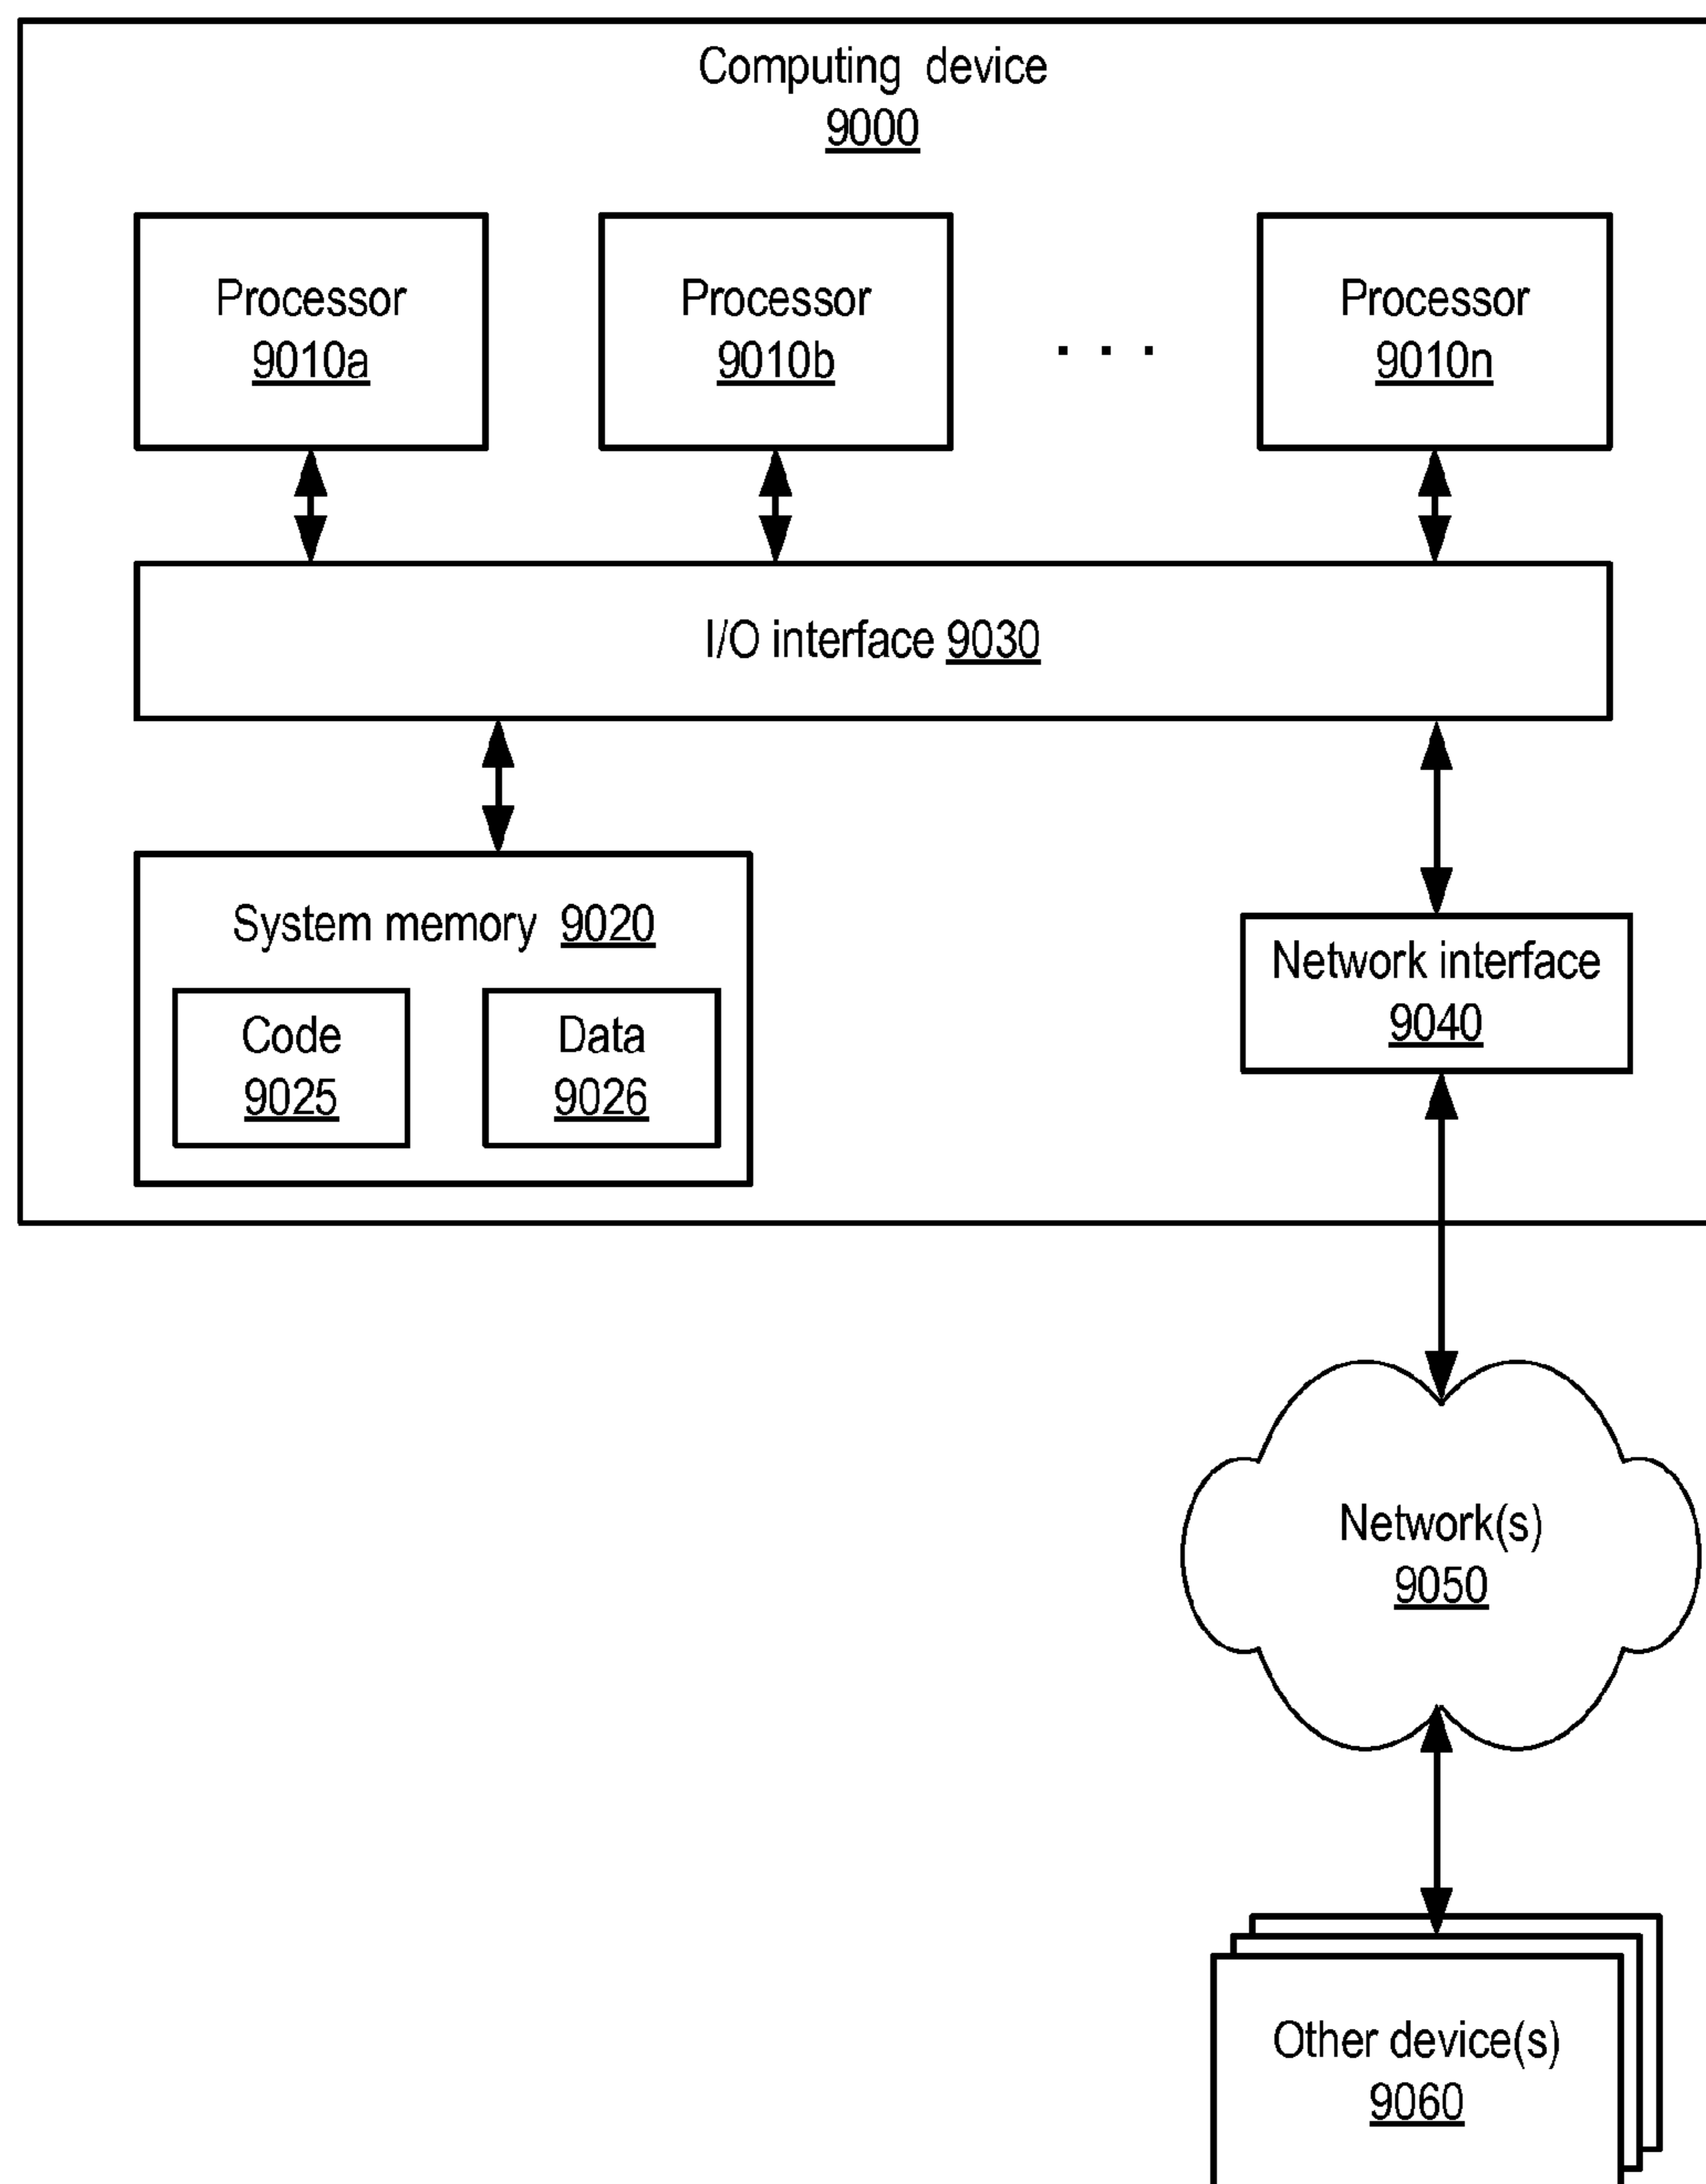 Computing device
9000
Processor
9010a
Processor
9010b
. . .
Processor
9010n
I/O interface 9030
System memory 9020
Code
9025
Data
9026
Network interface
9040
Network(s)
9050
Other device(s)
9060